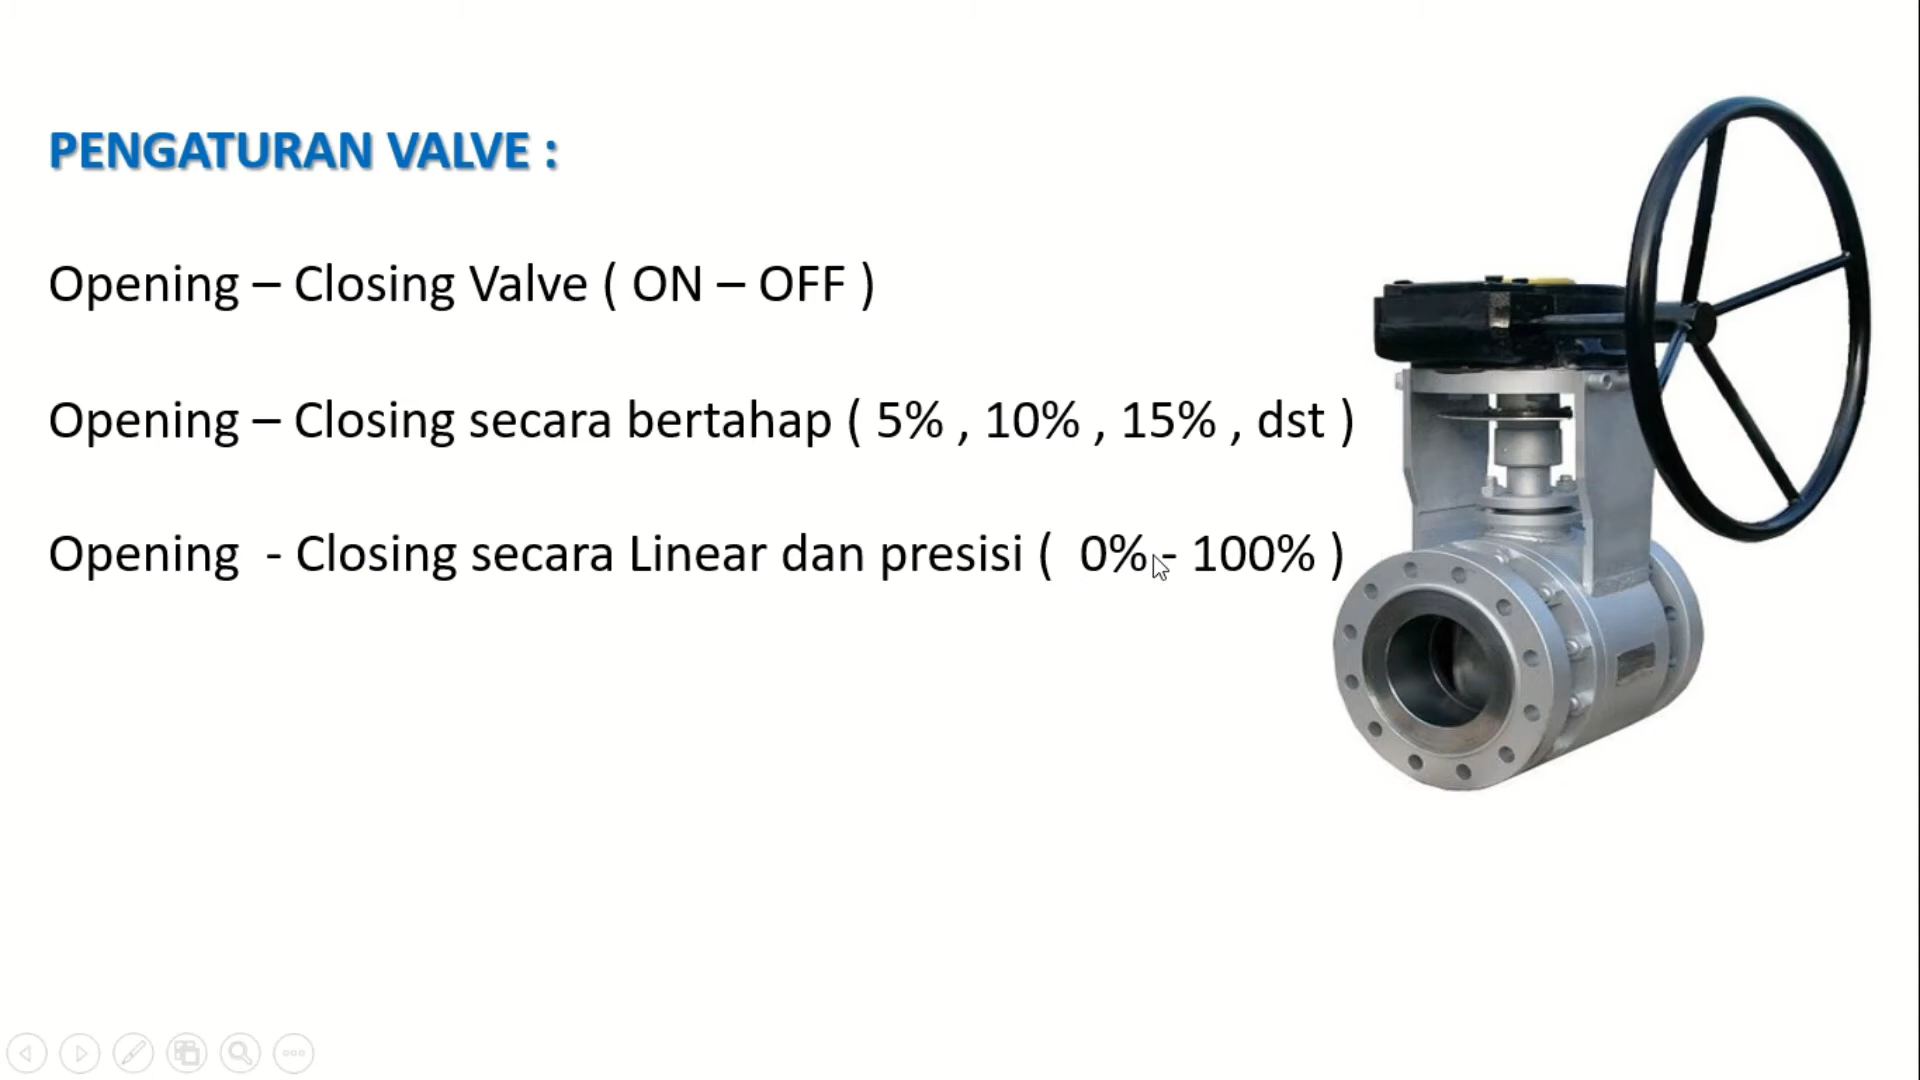 PENGATURAN VALVE :
Opening – Closing Valve ( ON – OFF )
Opening – Closing secara bertahap ( 5% , 10% , 15% , dst )
Opening - Closing secara Linear dan presisi ( 0% - 100% )